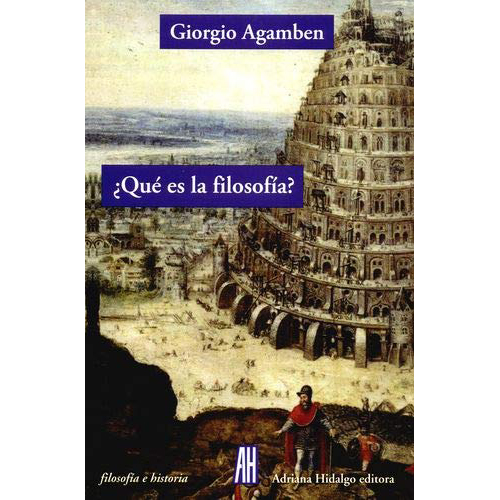 Giorgio Agamben
¿Qué es la filosofía?
filosofía e historia
AH
Adriana Hidalgo editora